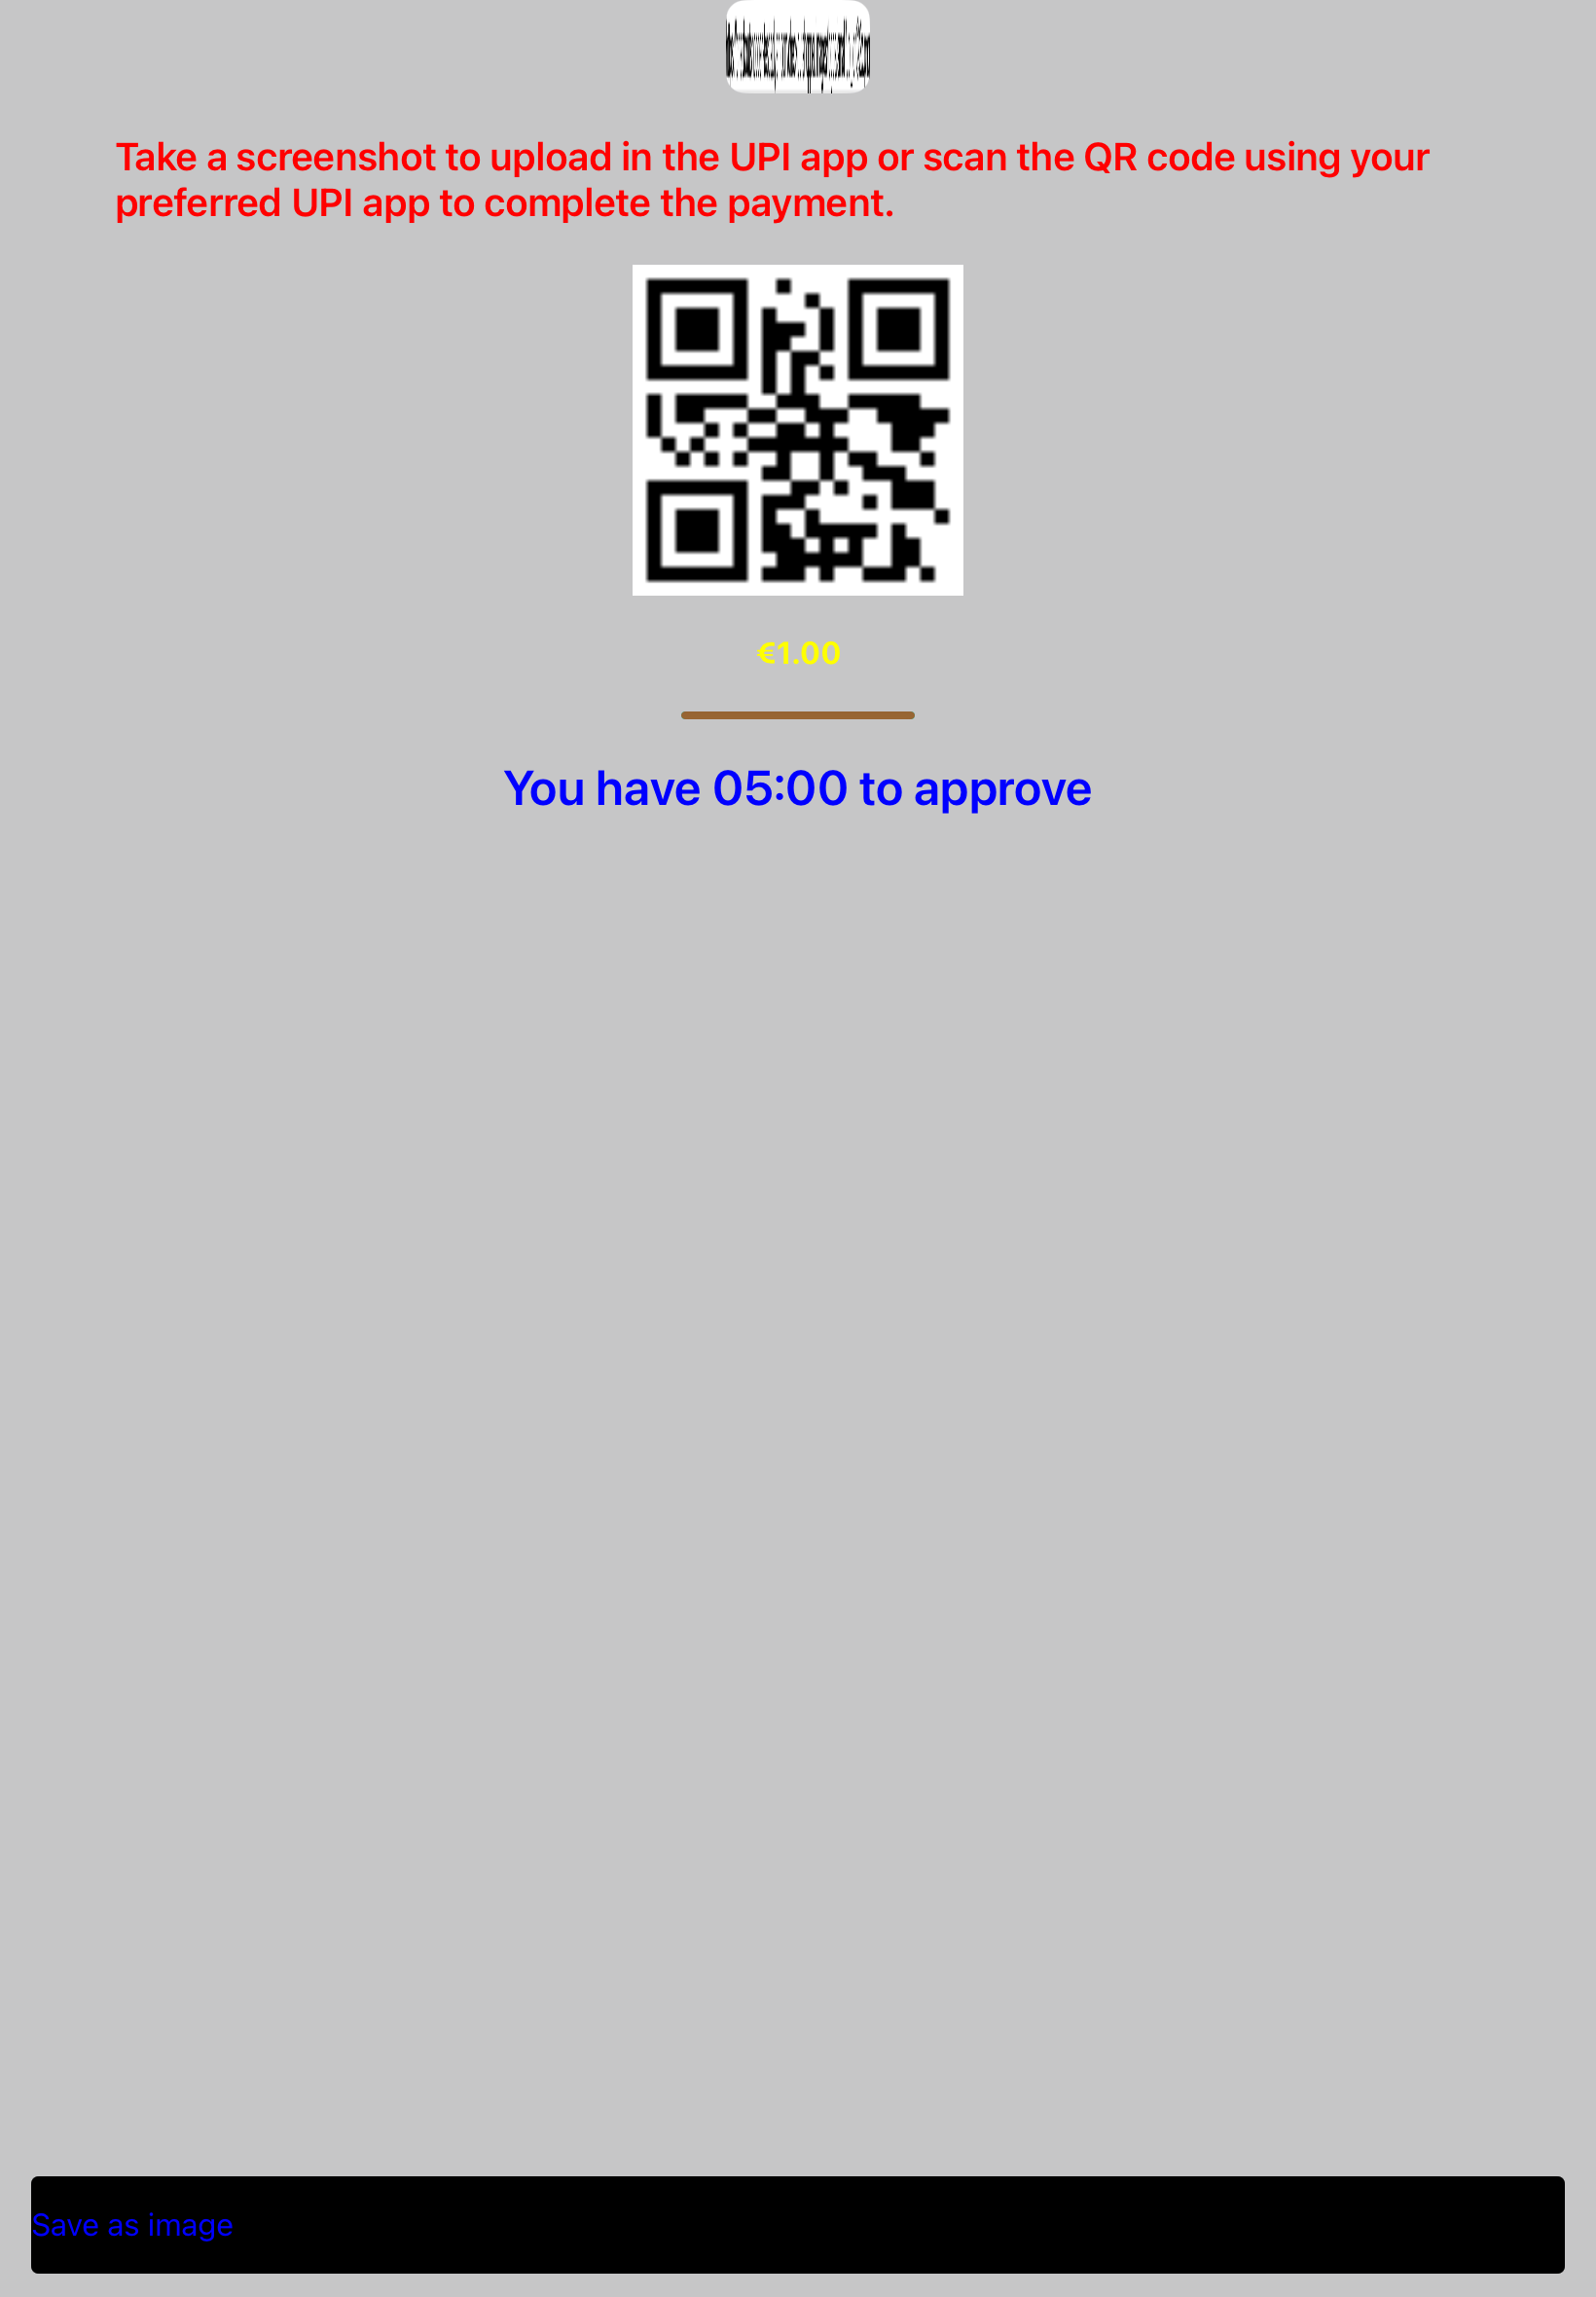 Take a screenshot to upload in the UPI app or scan the QR code using your
preferred UPI app to complete the payment.
€1.00
You have 05:00 to approve
Save as image